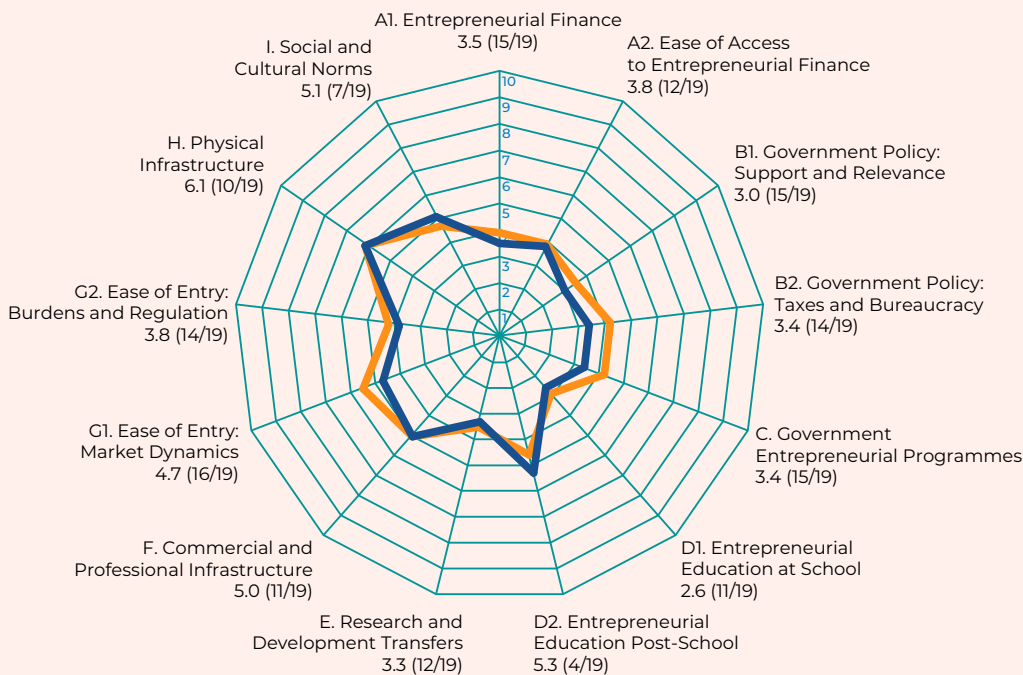 A1. Entrepreneurial Finance
3.5 (15/19)
A2. Ease of Access
to Entrepreneurial Finance
3.8 (12/19)
B1. Government Policy:
Support and Relevance
3.0 (15/19)
B2. Government Policy:
Taxes and Bureaucracy
3.4 (14/19)
C. Government
Entrepreneurial Programmes
3.4 (15/19)
D1. Entrepreneurial
Education at School
2.6 (11/19)
D2. Entrepreneurial
Education Post-School
5.3 (4/19)
E. Research and
Development Transfers
3.3 (12/19)
F. Commercial and
Professional Infrastructure
5.0 (11/19)
G1. Ease of Entry:
Market Dynamics
4.7 (16/19)
G2. Ease of Entry:
Burdens and Regulation
3.8 (14/19)
H. Physical
Infrastructure
6.1 (10/19)
I. Social and
Cultural Norms
5.1 (7/19)
10
9
8
7
6
5
3
2
1